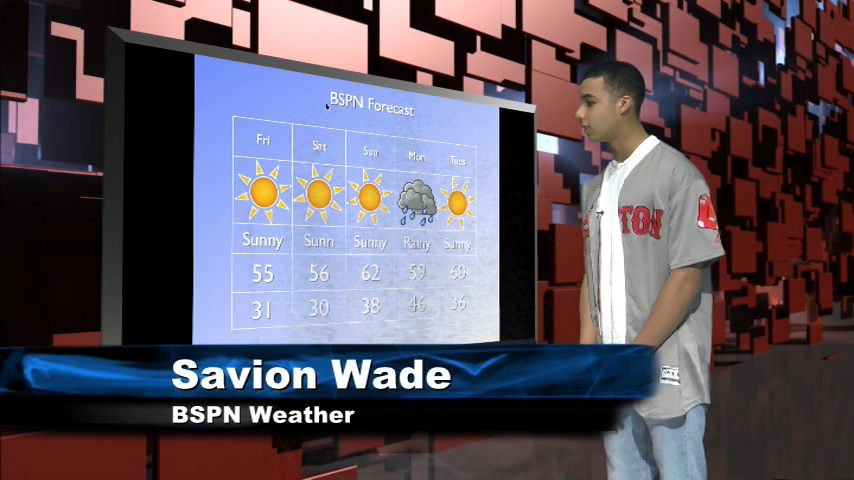 BSPN Forecast
Fri Sat Sun Mon Tues
Sunny Sunn Sunny Rainy Sunny
55 56 62 59 60
31 30 38 46 36
TON
Savion Wade
BSPN Weather